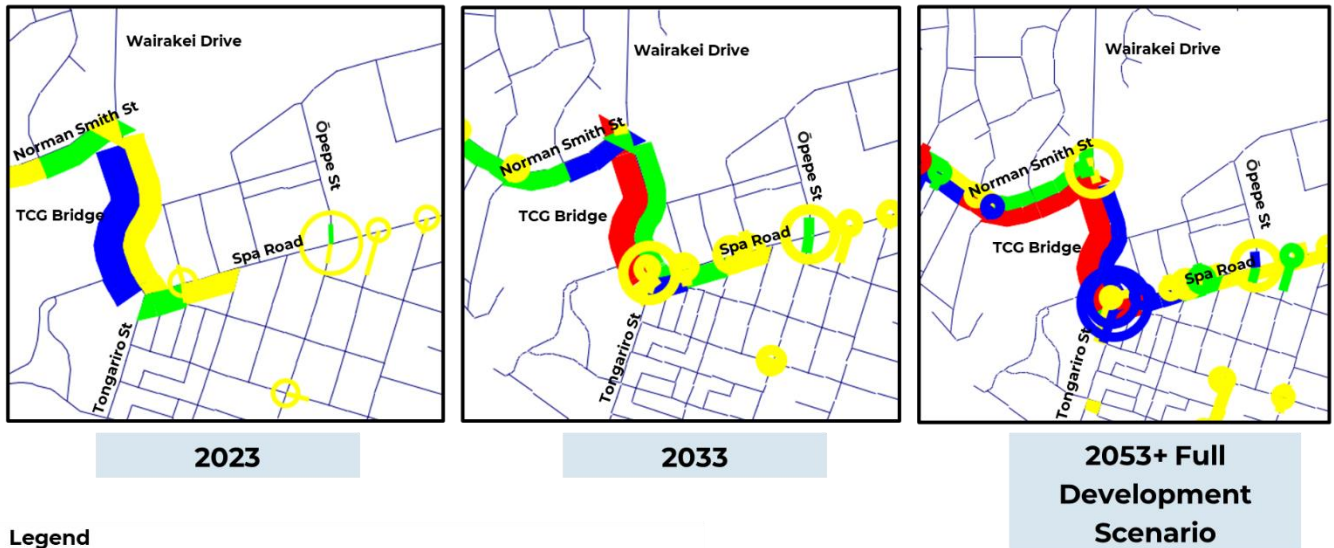 Wairakei Drive
Norman Smith St
Ōpepe St
TCG Bridge
Spa Road
Tongariro St
2023
Wairakei Drive
Norman Smith St
Ōpepe St
TCG Bridge
Spa Road
Tongariro St
2033
Wairakei Drive
Norman Smith St
Ōpepe St
TCG Bridge
Spa Road
Tongariro St
2053+ Full
Development
Scenario
Legend